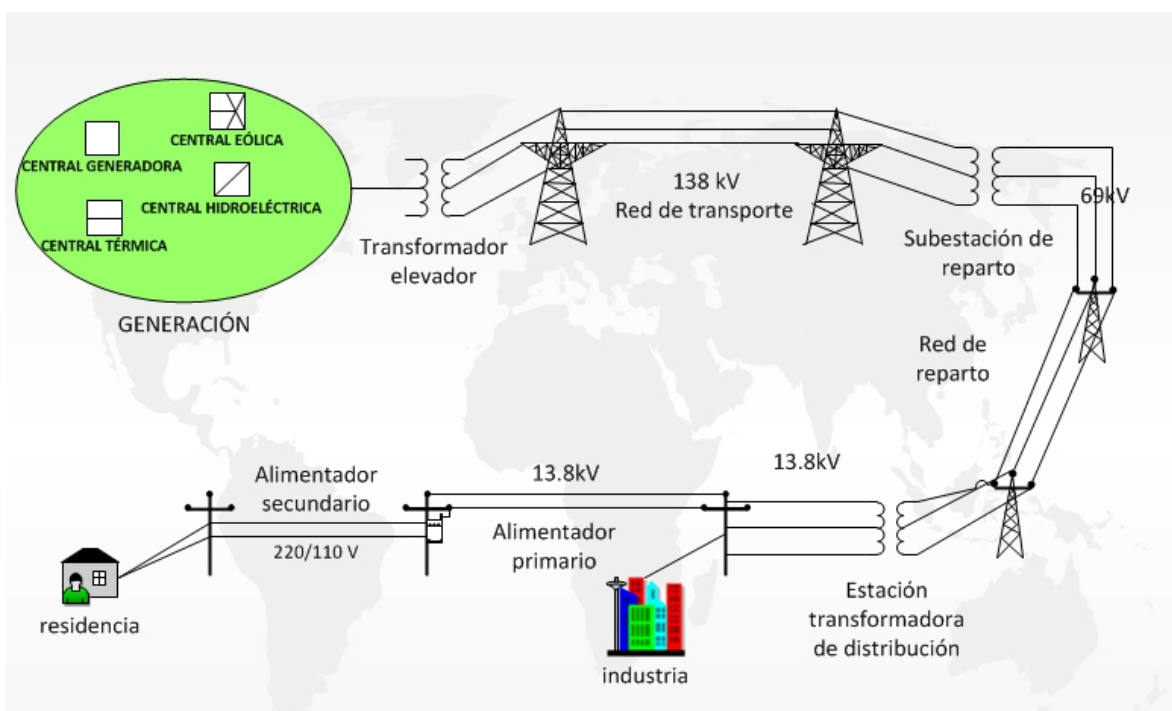 CENTRAL EÓLICA
CENTRAL GENERADORA
CENTRAL HIDROELÉCTRICA
CENTRAL TÉRMICA
GENERACIÓN
Transformador
elevador
138 kV
Red de transporte
Subestación de
reparto
69kV
Red de
reparto
13.8kV
Estación
transformadora
de distribución
industria
13.8kV
Alimentador
primario
Alimentador
secundario
220/110 V
residencia